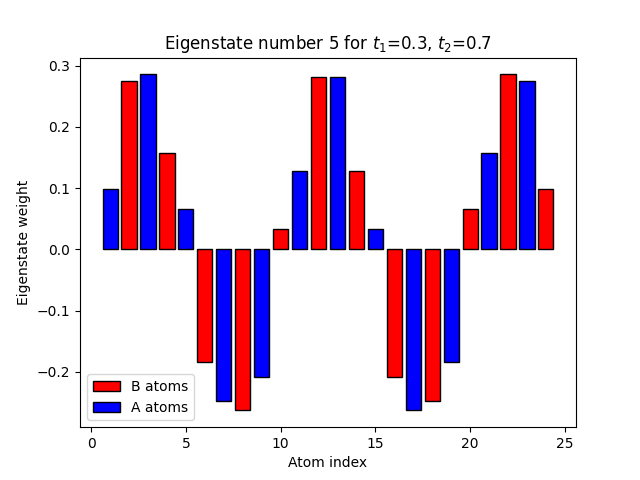 Eigenstate number 5 for t₁=0.3, t₂=0.7
0.3
0.2
0.1
0.0
−0.1
−0.2
Eigenstate weight
B atoms
A atoms
0 5 10 15 20 25
Atom index